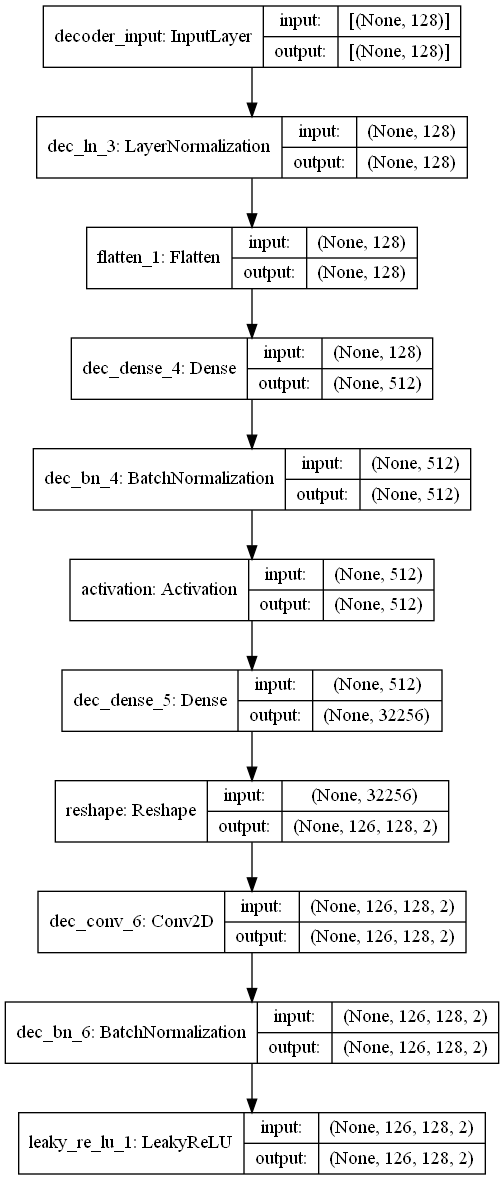 decoder_input: InputLayer
input: [(None, 128)]
output: [(None, 128)]
dec_ln_3: LayerNormalization
input: (None, 128)
output: (None, 128)
flatten_1: Flatten
input: (None, 128)
output: (None, 128)
dec_dense_4: Dense
input: (None, 128)
output: (None, 512)
dec_bn_4: BatchNormalization
input: (None, 512)
output: (None, 512)
activation: Activation
input: (None, 512)
output: (None, 512)
dec_dense_5: Dense
input: (None, 512)
output: (None, 32256)
reshape: Reshape
input: (None, 32256)
output: (None, 126, 128, 2)
dec_conv_6: Conv2D
input: (None, 126, 128, 2)
output: (None, 126, 128, 2)
dec_bn_6: BatchNormalization
input: (None, 126, 128, 2)
output: (None, 126, 128, 2)
leaky_re_lu_1: LeakyReLU
input: (None, 126, 128, 2)
output: (None, 126, 128, 2)